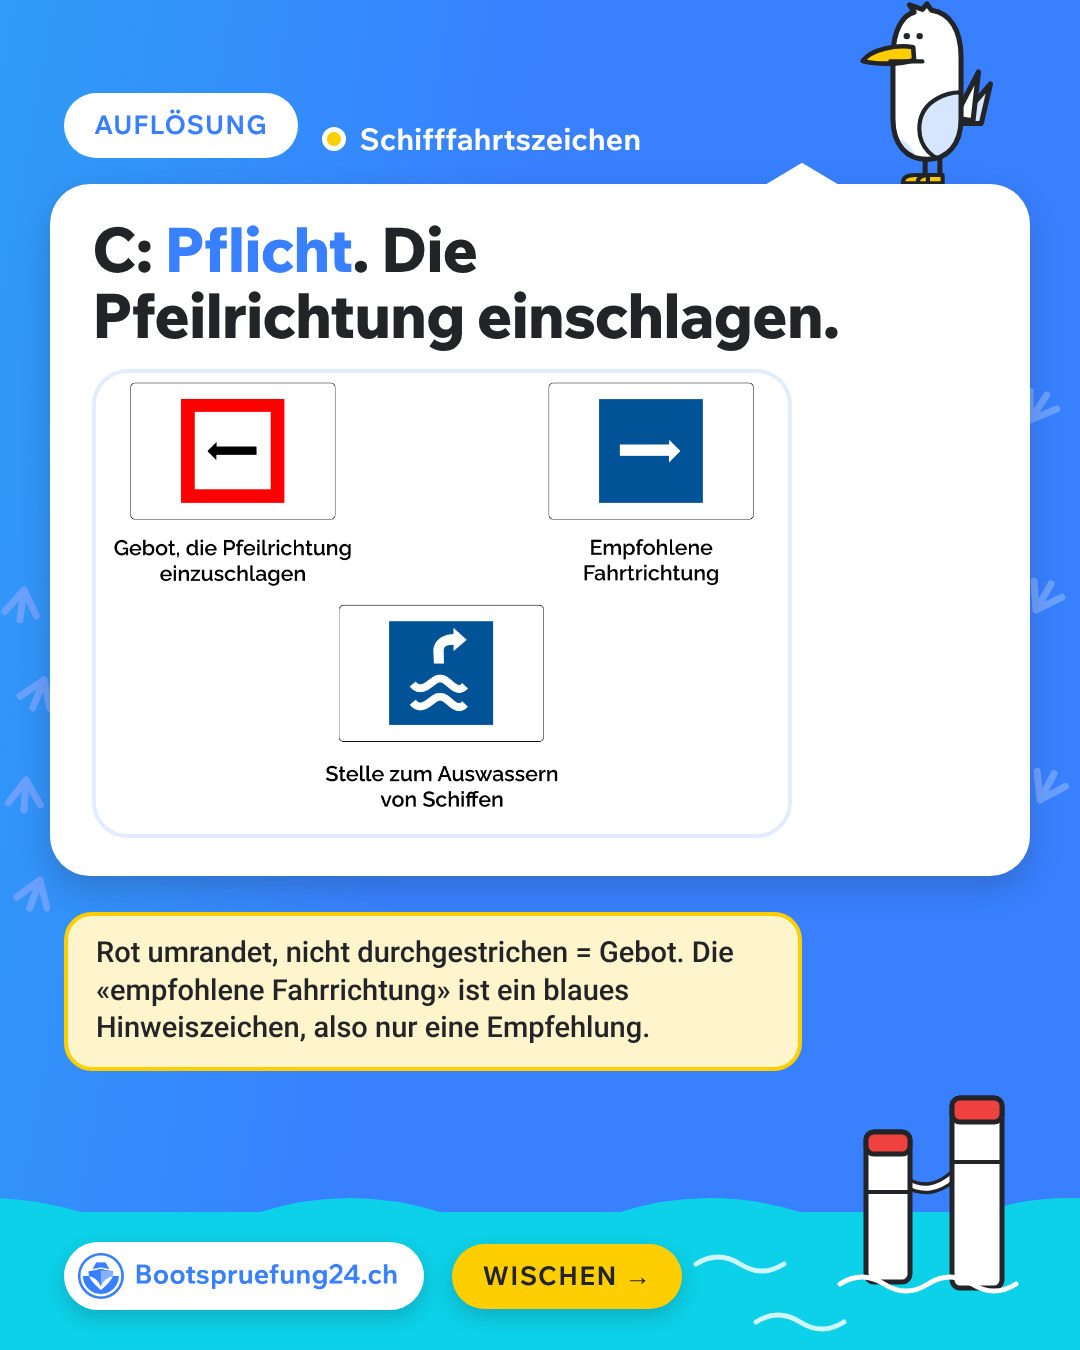 AUFLÖSUNG
Schifffahrtszeichen
C: Pflicht. Die
Pfeilrichtung einschlagen.
Gebot, die Pfeilrichtung
einzuschlagen
Empfohlene
Fahrtrichtung
Stelle zum Auswassern
von Schiffen
Rot umrandet, nicht durchgestrichen = Gebot. Die
«empfohlene Fahrrichtung» ist ein blaues
Hinweiszeichen, also nur eine Empfehlung.
Bootspruefung24.ch
WISCHEN →